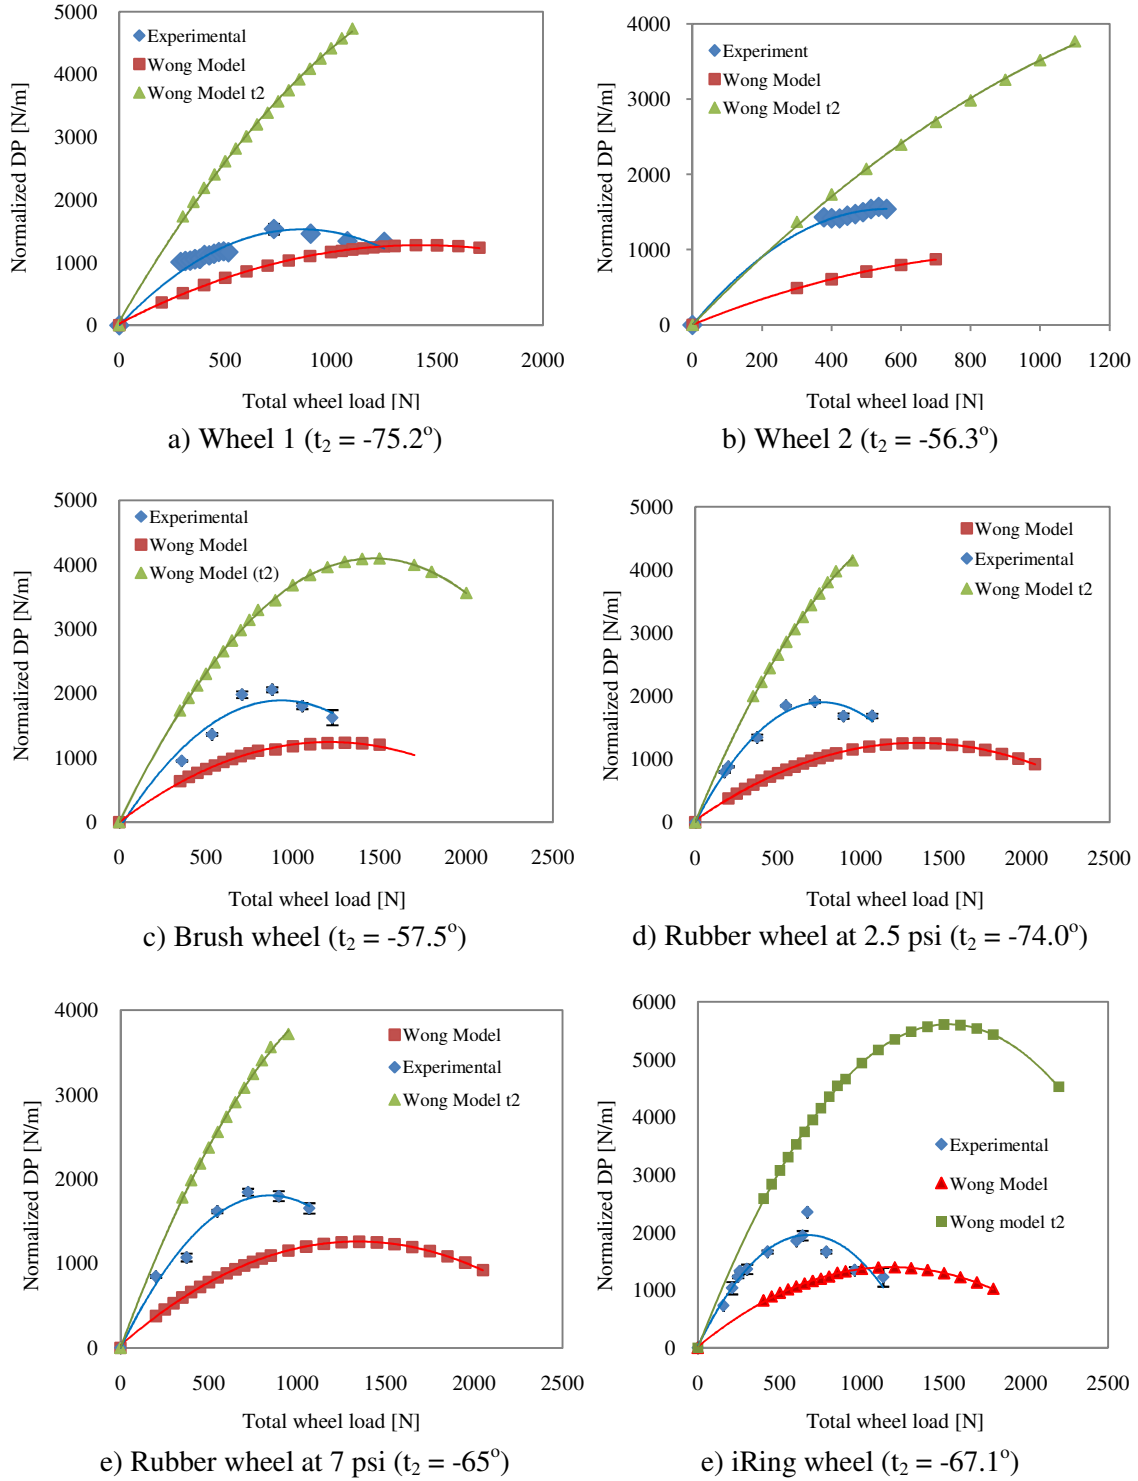 Normalized DP [N/m]
5000
4000
3000
2000
1000
0
Experimental
Wong Model
Wong Model t2
0 500 1000 1500 2000
Total wheel load [N]
a) Wheel 1 (t2 = -75.2o)
Normalized DP [N/m]
4000
3000
2000
1000
0
Experiment
Wong Model
Wong Model t2
0 200 400 600 800 1000 1200
Total wheel load [N]
b) Wheel 2 (t2 = -56.3o)
Normalized DP [N/m]
5000
4000
3000
2000
1000
0
Experimental
Wong Model
Wong Model (t2)
0 500 1000 1500 2000 2500
Total wheel load [N]
c) Brush wheel (t2 = -57.5o)
Normalized DP [N/m]
5000
4000
3000
2000
1000
0
Wong Model
Experimental
Wong Model t2
0 500 1000 1500 2000 2500
Total wheel load [N]
d) Rubber wheel at 2.5 psi (t2 = -74.0o)
Normalized DP [N/m]
4000
3000
2000
1000
0
Wong Model
Experimental
Wong Model t2
0 500 1000 1500 2000 2500
Total wheel load [N]
e) Rubber wheel at 7 psi (t2 = -65o)
Normalized DP [N/m]
6000
5000
4000
3000
2000
1000
0
Experimental
Wong Model
Wong model t2
0 500 1000 1500 2000 2500
Total wheel load [N]
e) iRing wheel (t2 = -67.1o)